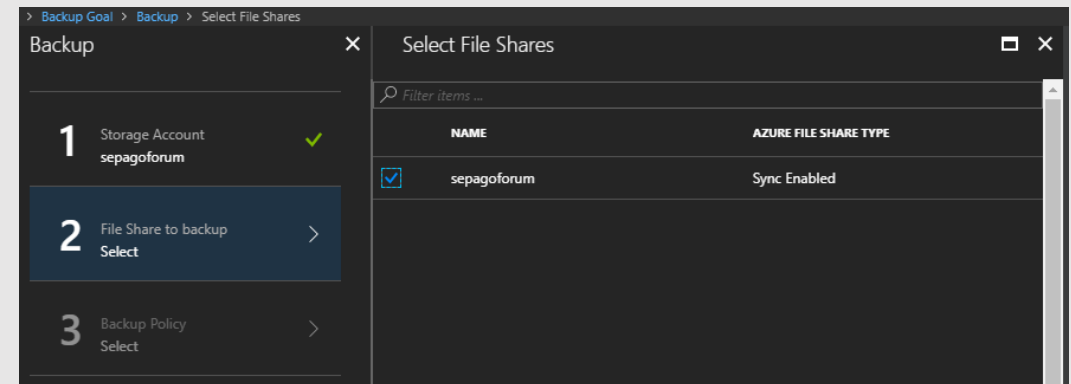 > Backup Goal > Backup > Select File Shares
Backup
1
Storage Account
sepagoforum
2
File Share to backup
Select
3
Backup Policy
Select
Select File Shares
Filter items ...
NAME AZURE FILE SHARE TYPE
sepagoforum Sync Enabled